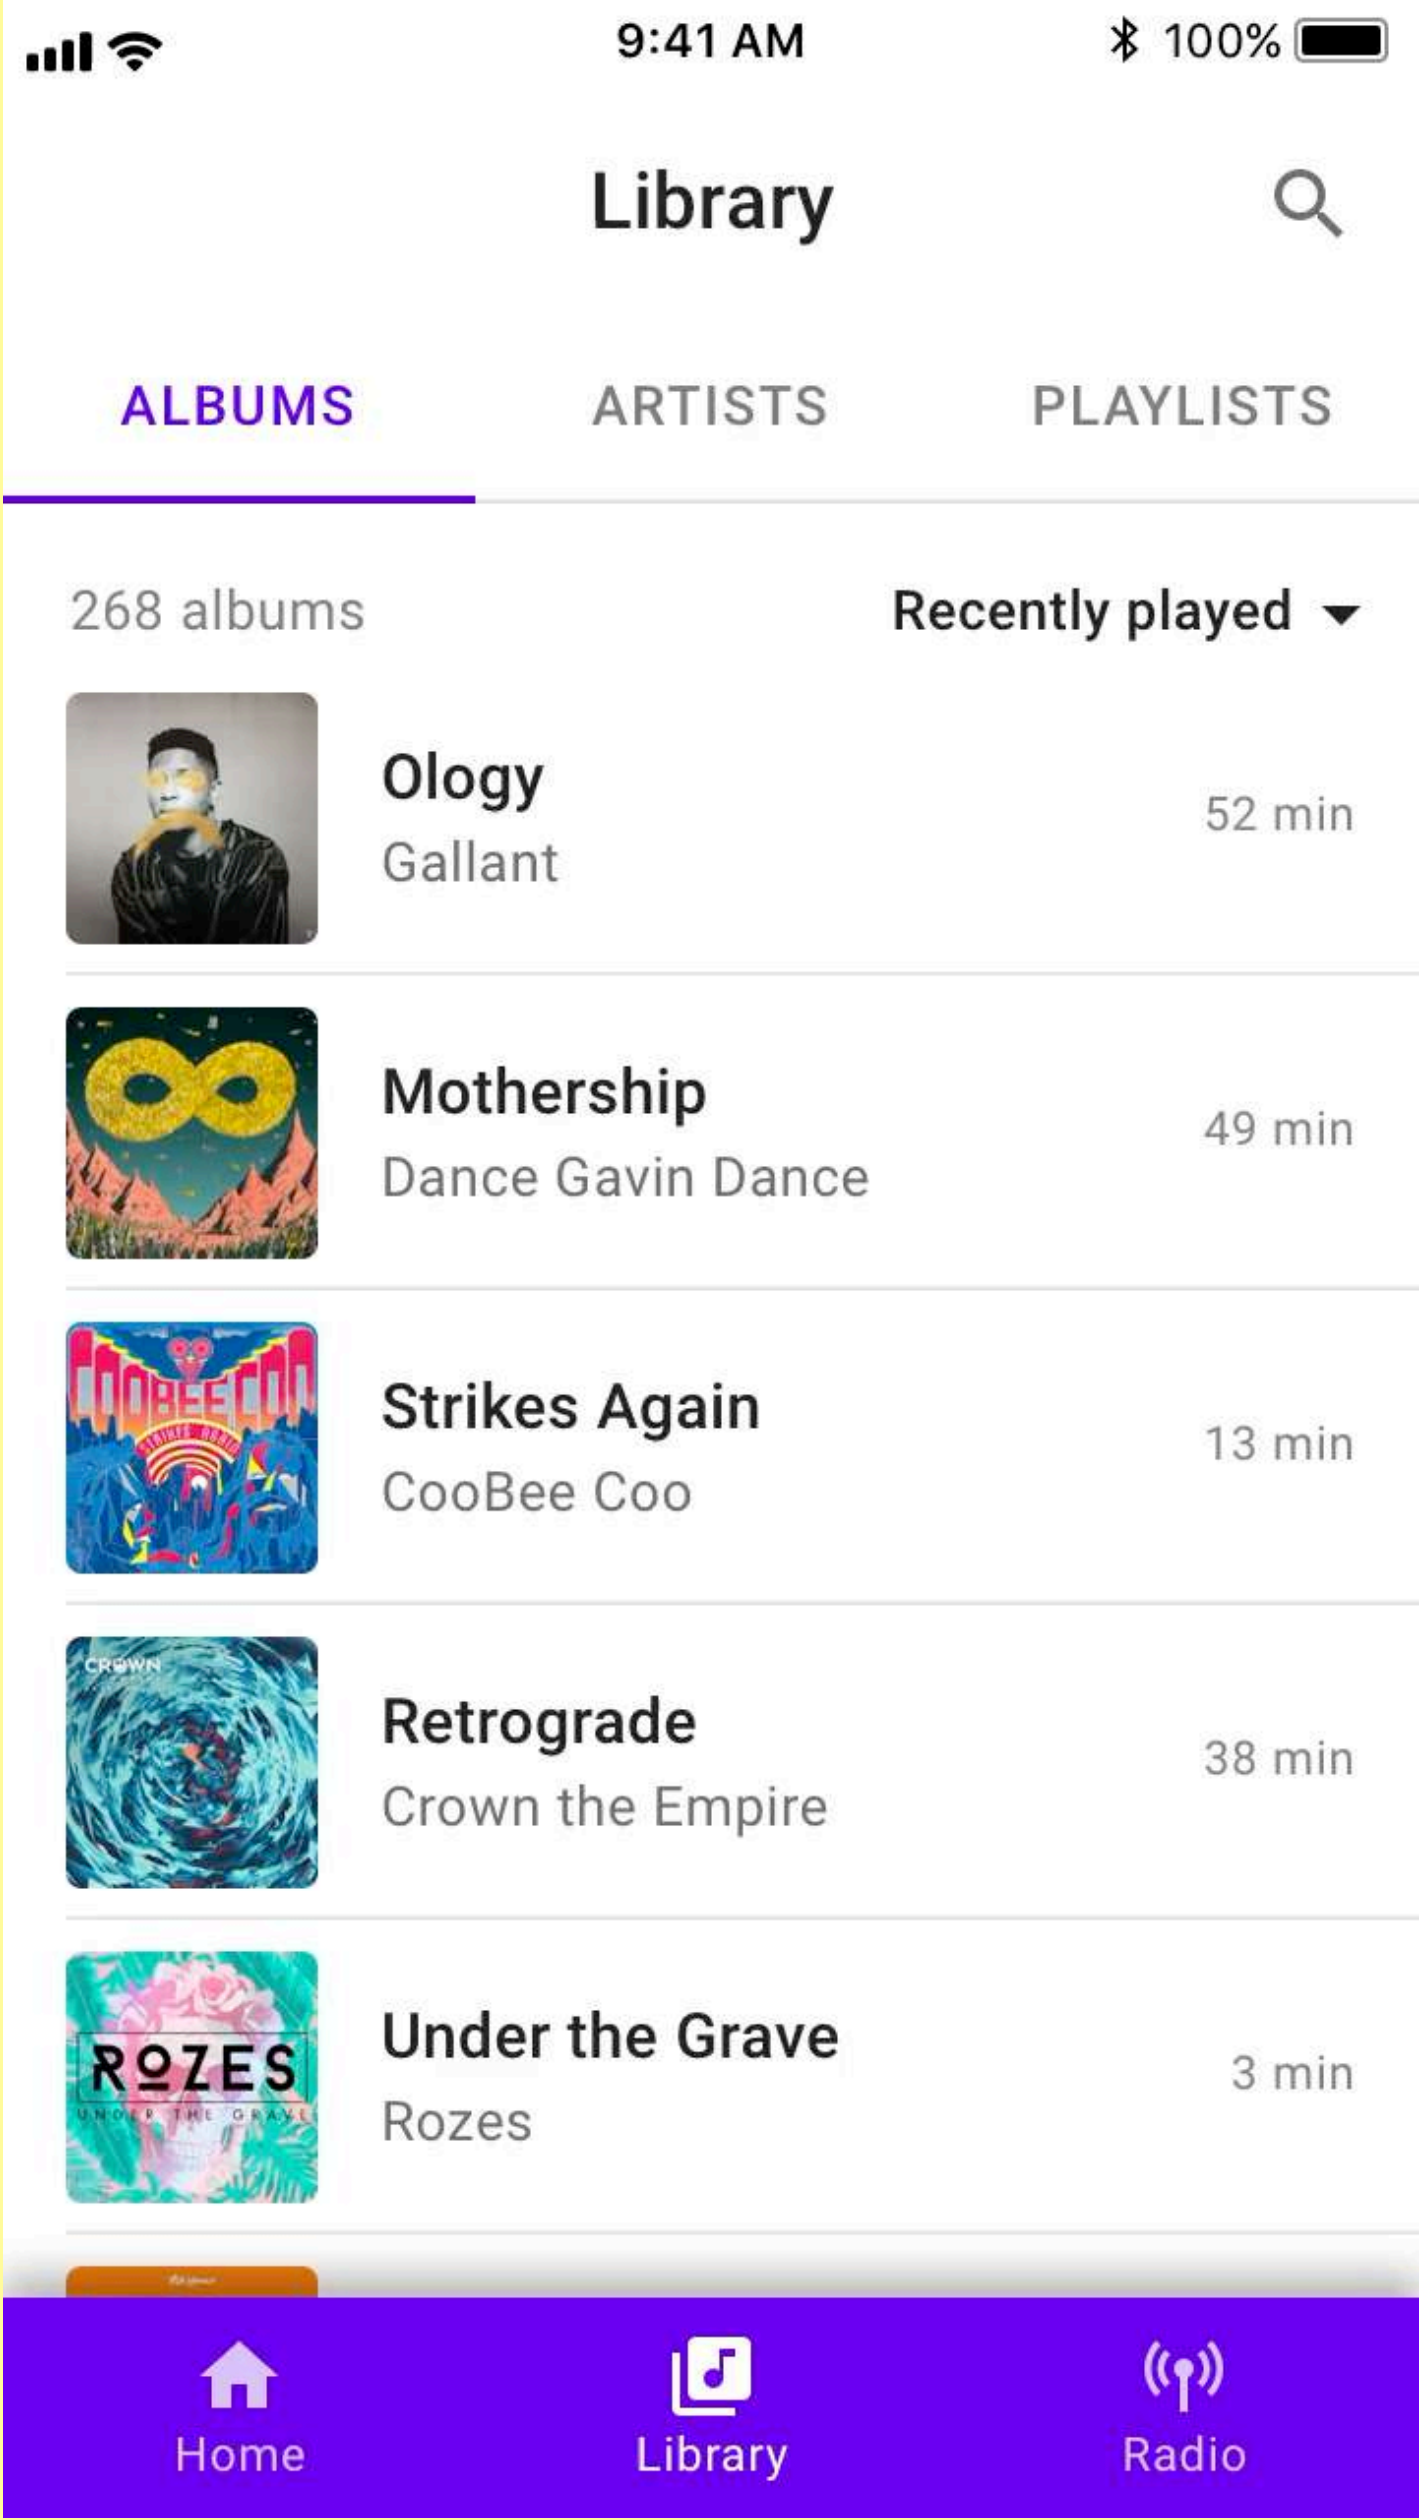 9:41 AM
100%
Library
ALBUMS
ARTISTS
PLAYLISTS
268 albums
Recently played
Ology
Gallant
52 min
Mothership
Dance Gavin Dance
49 min
COOBEE COO
STRIKES AGAIN
Strikes Again
CooBee Coo
13 min
CROWN
Retrograde
Crown the Empire
38 min
ROZES
UNDER THE GRAVE
Under the Grave
Rozes
3 min
Home
Library
Radio